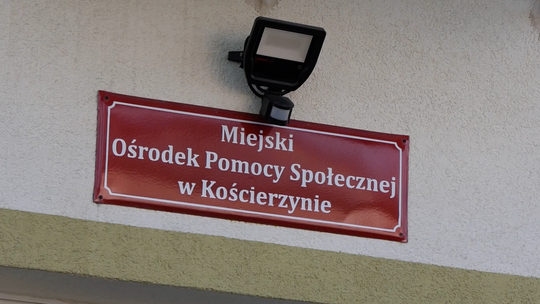 Miejski
Ośrodek Pomocy Społecznej
w Kościerzynie